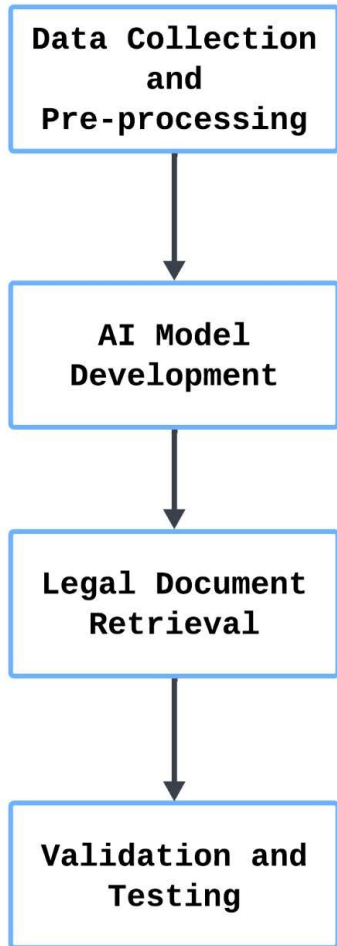 Data Collection
and
Pre-processing
AI Model
Development
Legal Document
Retrieval
Validation and
Testing